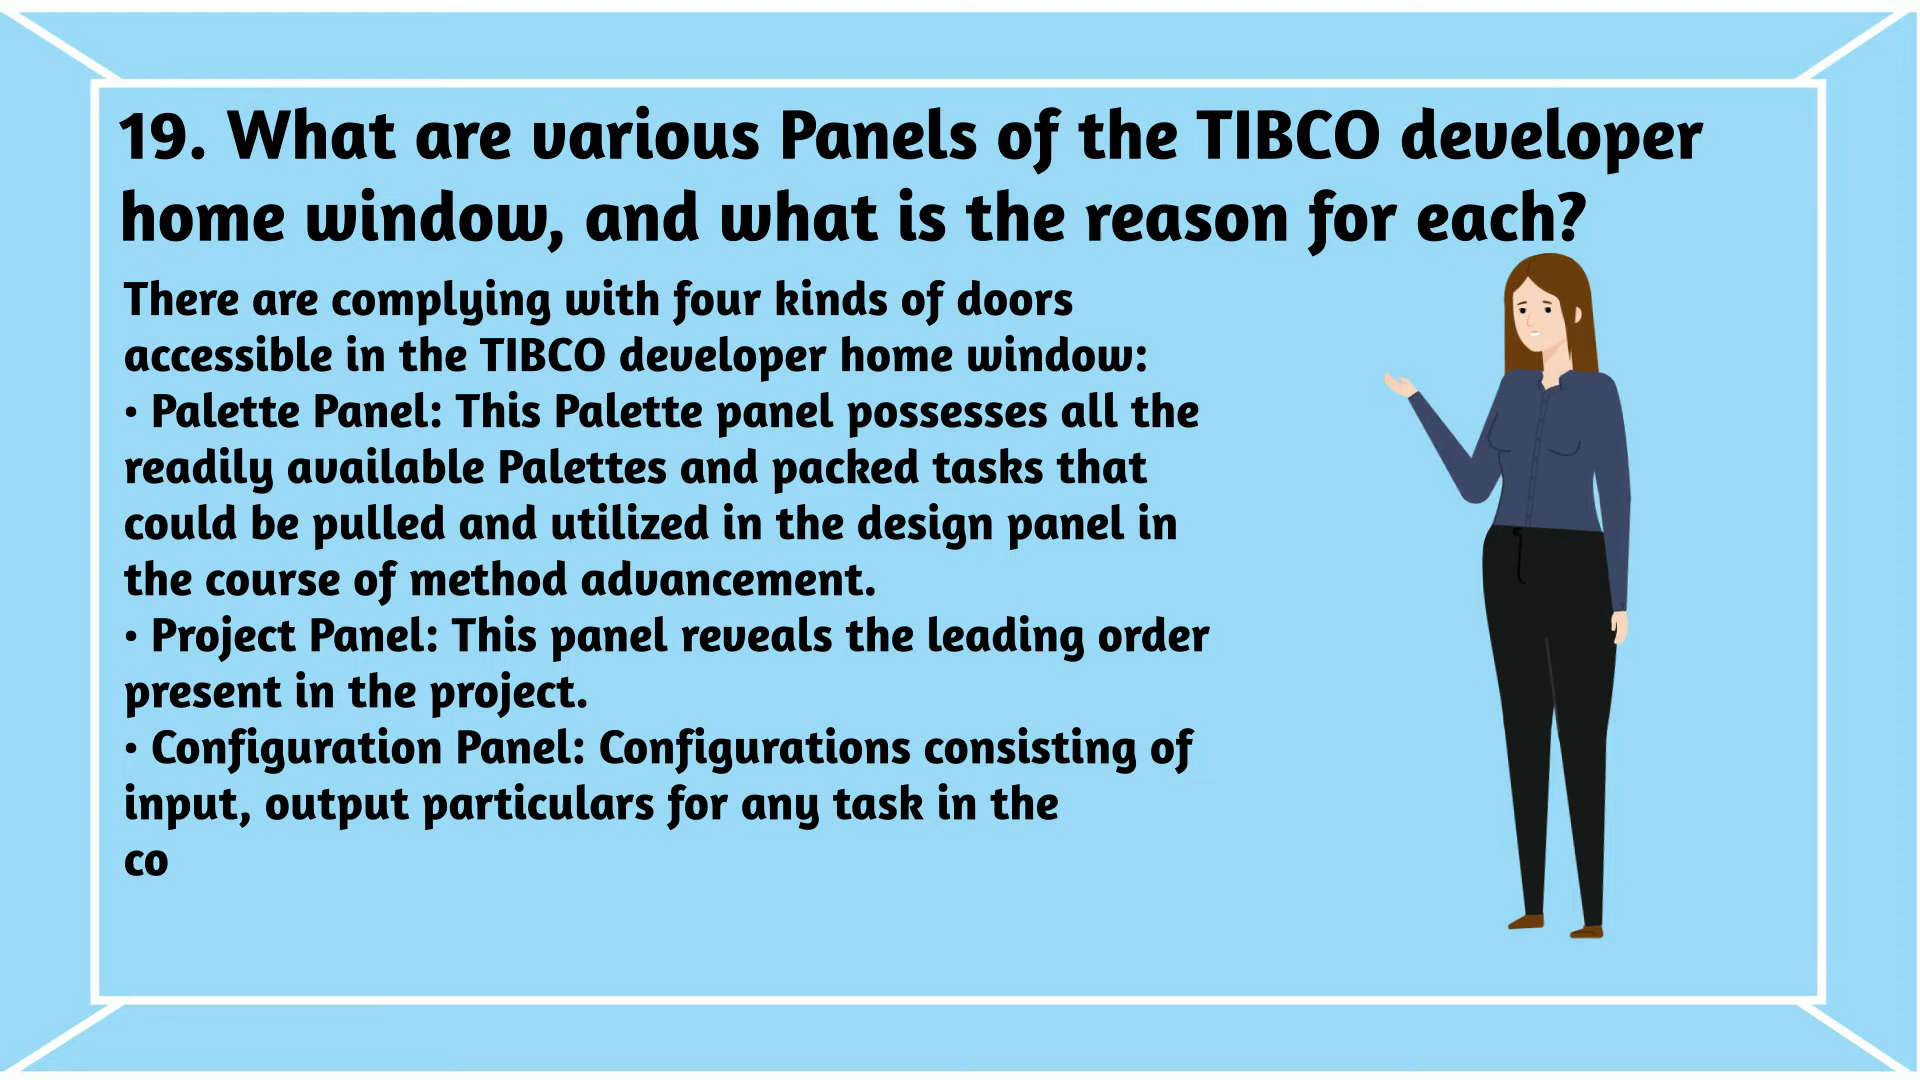 19. What are various Panels of the TIBCO developer
home window, and what is the reason for each?
There are complying with four kinds of doors
accessible in the TIBCO developer home window:
• Palette Panel: This Palette panel possesses all the
readily available Palettes and packed tasks that
could be pulled and utilized in the design panel in
the course of method advancement.
• Project Panel: This panel reveals the leading order
present in the project.
• Configuration Panel: Configurations consisting of
input, output particulars for any task in the
co